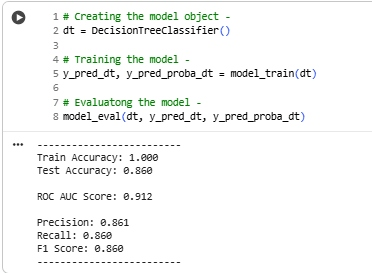 1 # Creating the model object -
2 dt = DecisionTreeClassifier()
3
4 # Training the model -
5 y_pred_dt, y_pred_proba_dt = model_train(dt)
6
7 # Evaluatong the model -
8 model_eval(dt, y_pred_dt, y_pred_proba_dt)
-------------------------
Train Accuracy: 1.000
Test Accuracy: 0.860
ROC AUC Score: 0.912
Precision: 0.861
Recall: 0.860
F1 Score: 0.860
-------------------------